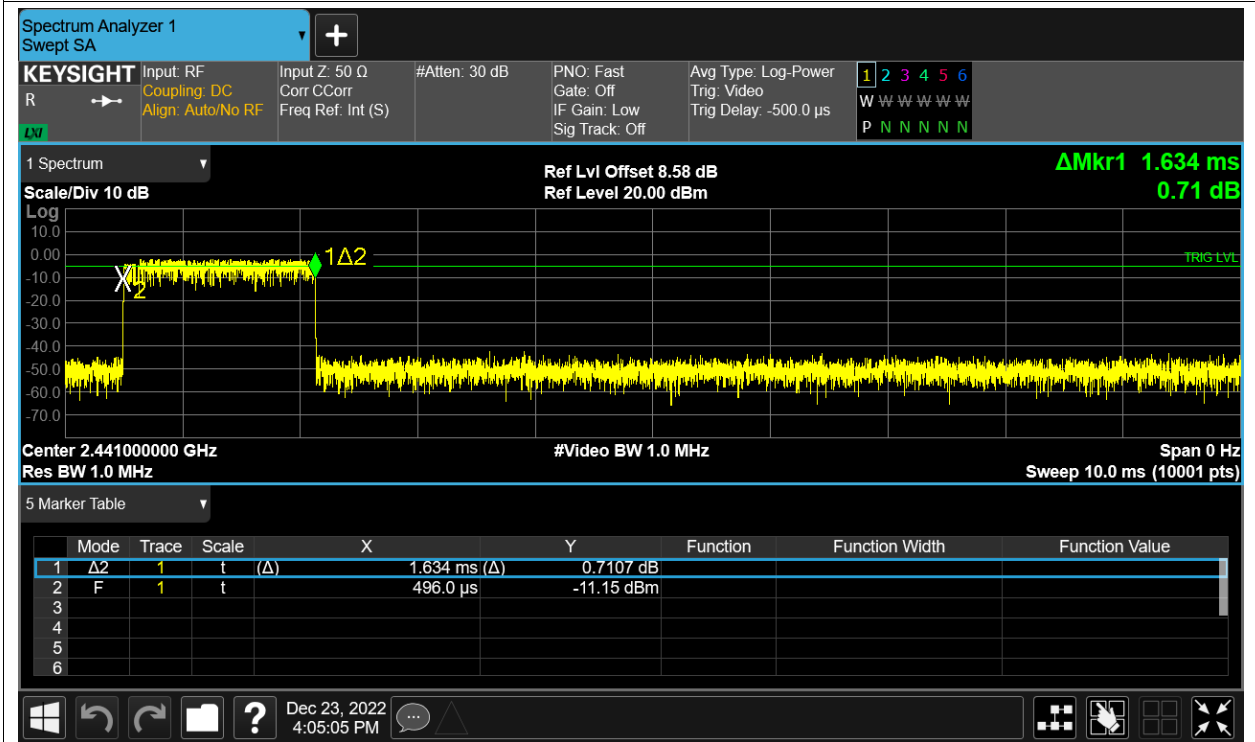 Spectrum Analyzer 1
Swept SA
+
KEYSIGHT Input: RF Input Z: 50 Ω #Atten: 30 dB PNO: Fast Avg Type: Log-Power 1 2 3 4 5 6
R Coupling: DC Corr CCorr Gate: Off Trig: Video W W W W W W
Align: Auto/No RF Freq Ref: Int (S) IF Gain: Low Trig Delay: -500.0 µs
LXI Sig Track: Off P N N N N N
1 Spectrum Ref Lvl Offset 8.58 dB ΔMkr1 1.634 ms
Scale/Div 10 dB Ref Level 20.00 dBm 0.71 dB
Log
10.0
0.00 1Δ2 TRIG LVL
-10.0
2
-20.0
-30.0
-40.0
-50.0
-60.0
-70.0
Center 2.441000000 GHz #Video BW 1.0 MHz Span 0 Hz
Res BW 1.0 MHz Sweep 10.0 ms (10001 pts)
5 Marker Table
Mode Trace Scale X Y Function Function Width Function Value
1 Δ2 1 t (Δ) 1.634 ms (Δ) 0.7107 dB
2 F 1 t 496.0 µs -11.15 dBm
3
4
5
6
? Dec 23, 2022
4:05:05 PM